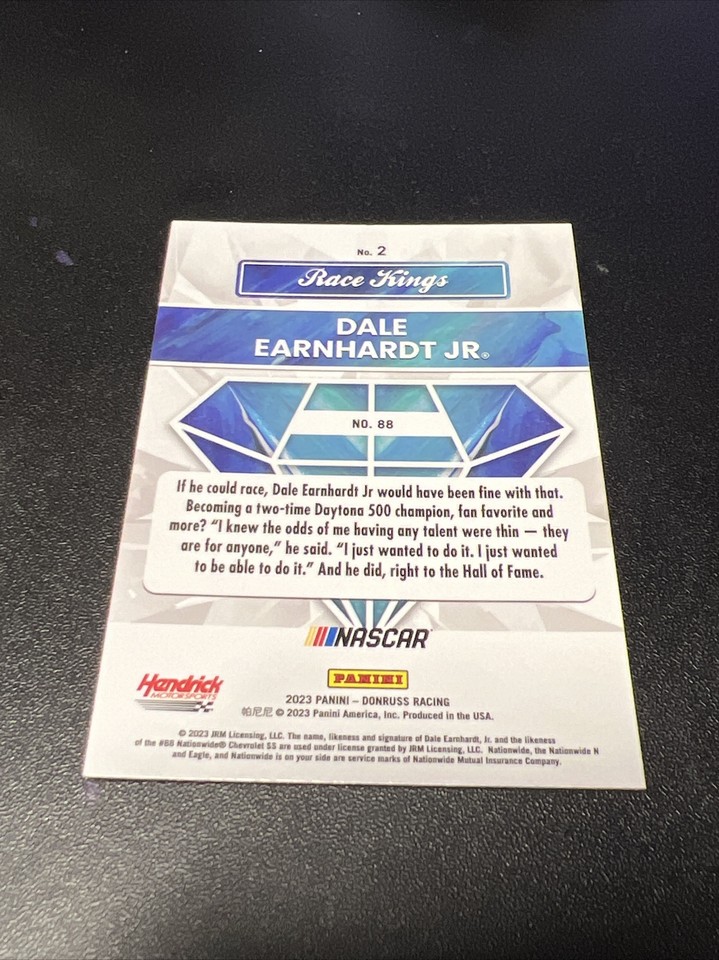 No. 2
Race Kings
DALE
EARNHARDT JR®
NO. 88
If he could race, Dale Earnhardt Jr would have been fine with that.
Becoming a two-time Daytona 500 champion, fan favorite and
more? “I knew the odds of me having any talent were thin — they
are for anyone,” he said. “I just wanted to do it. I just wanted
to be able to do it.” And he did, right to the Hall of Fame.
NASCAR
PANINI
Hendrick
MOTORSPORTS
2023 PANINI – DONRUSS RACING
帕尼尼 © 2023 Panini America, Inc. Produced in the USA.
© 2023 JRM Licensing, LLC. The name, likeness and signature of Dale Earnhardt, Jr. and the likeness
of the #88 Nationwide® Chevrolet SS are used under license granted by JRM Licensing, LLC. Nationwide, the Nationwide N
and Eagle, and Nationwide is on your side are service marks of Nationwide Mutual Insurance Company.